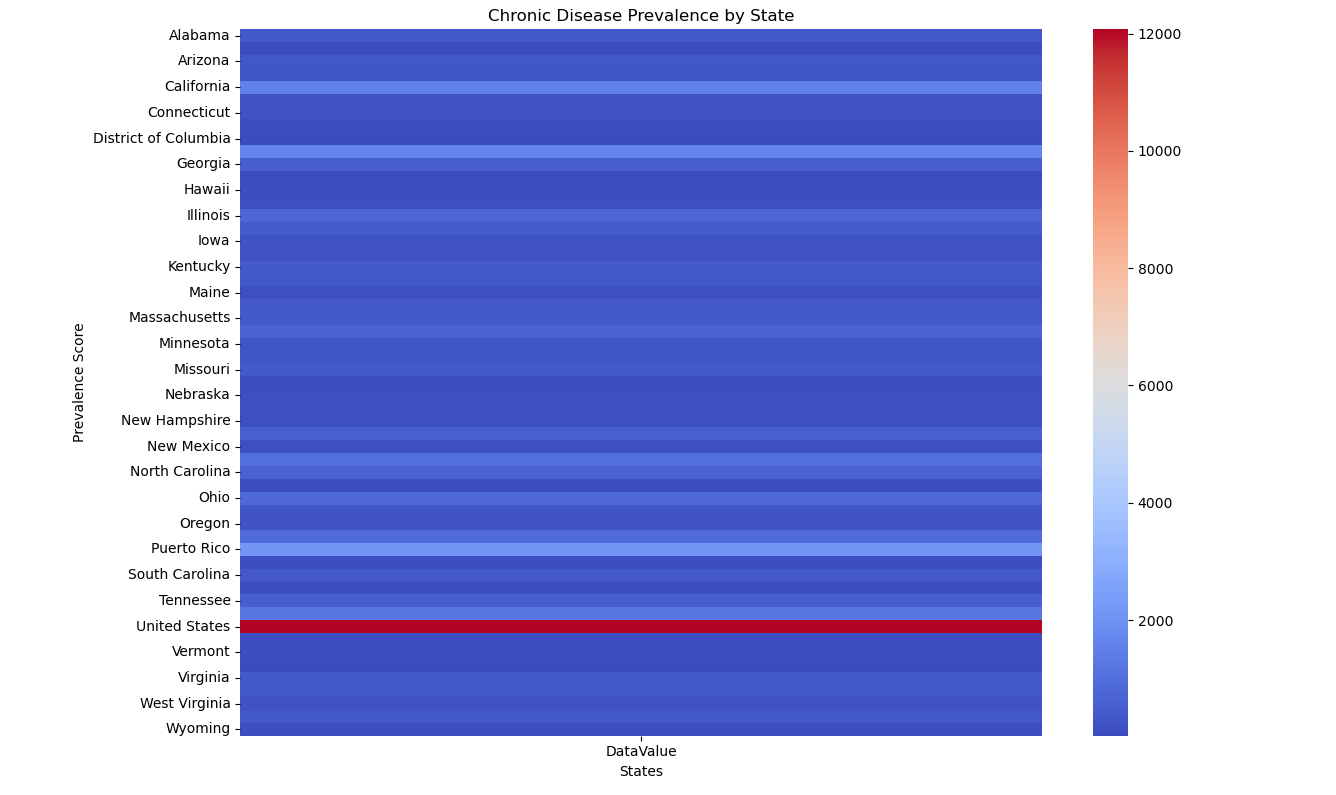 Chronic Disease Prevalence by State
Alabama
Arizona
California
Connecticut
District of Columbia
Georgia
Hawaii
Illinois
Iowa
Kentucky
Maine
Massachusetts
Minnesota
Missouri
Nebraska
New Hampshire
New Mexico
North Carolina
Ohio
Oregon
Puerto Rico
South Carolina
Tennessee
United States
Vermont
Virginia
West Virginia
Wyoming
Prevalence Score
DataValue
States
12000
10000
8000
6000
4000
2000